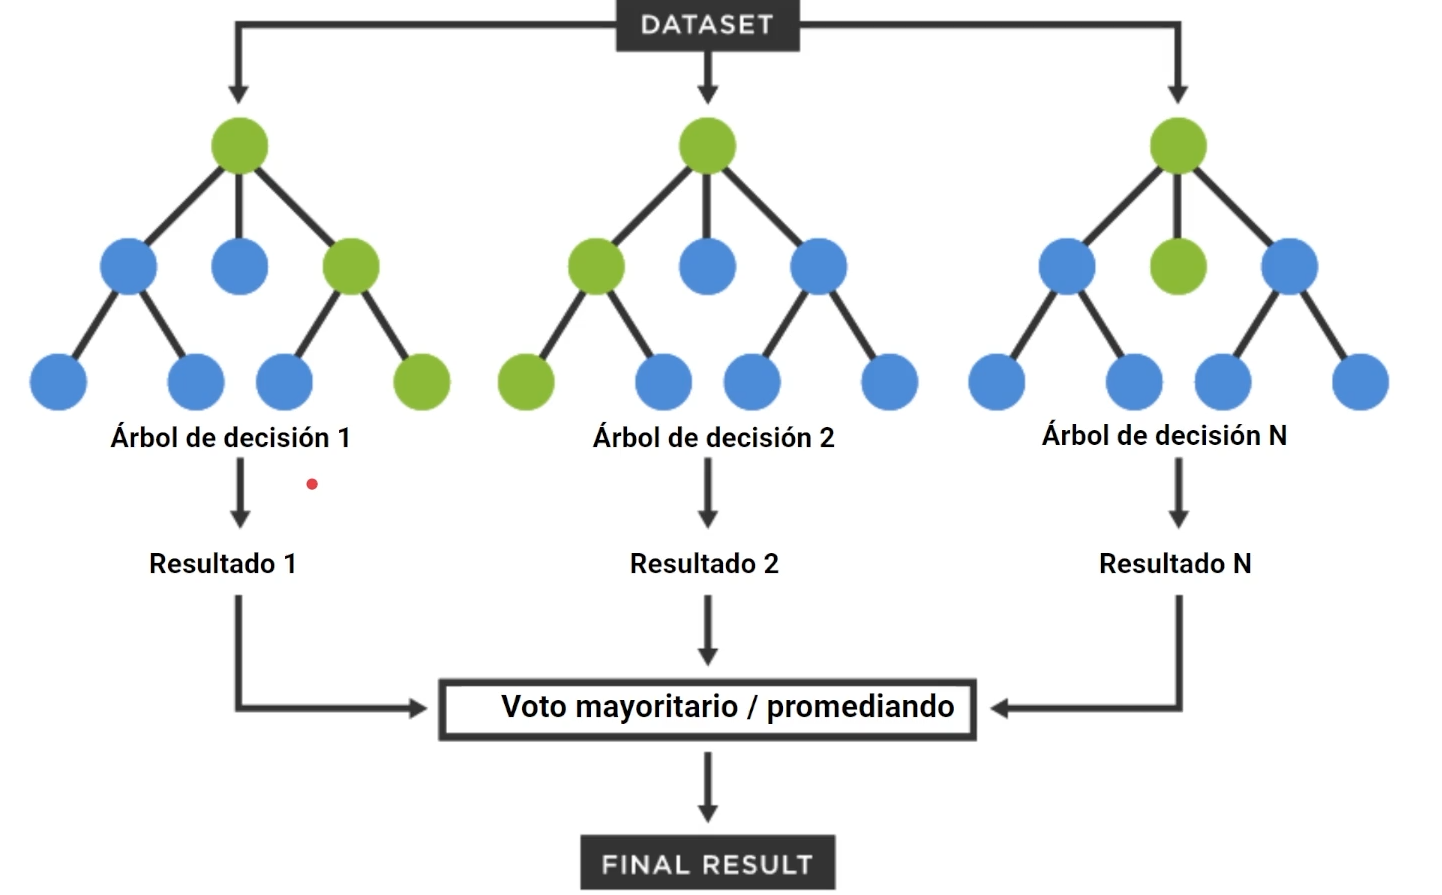 DATASET
Árbol de decisión 1
Árbol de decisión 2
Árbol de decisión N
Resultado 1
Resultado 2
Resultado N
Voto mayoritario / promediando
FINAL RESULT